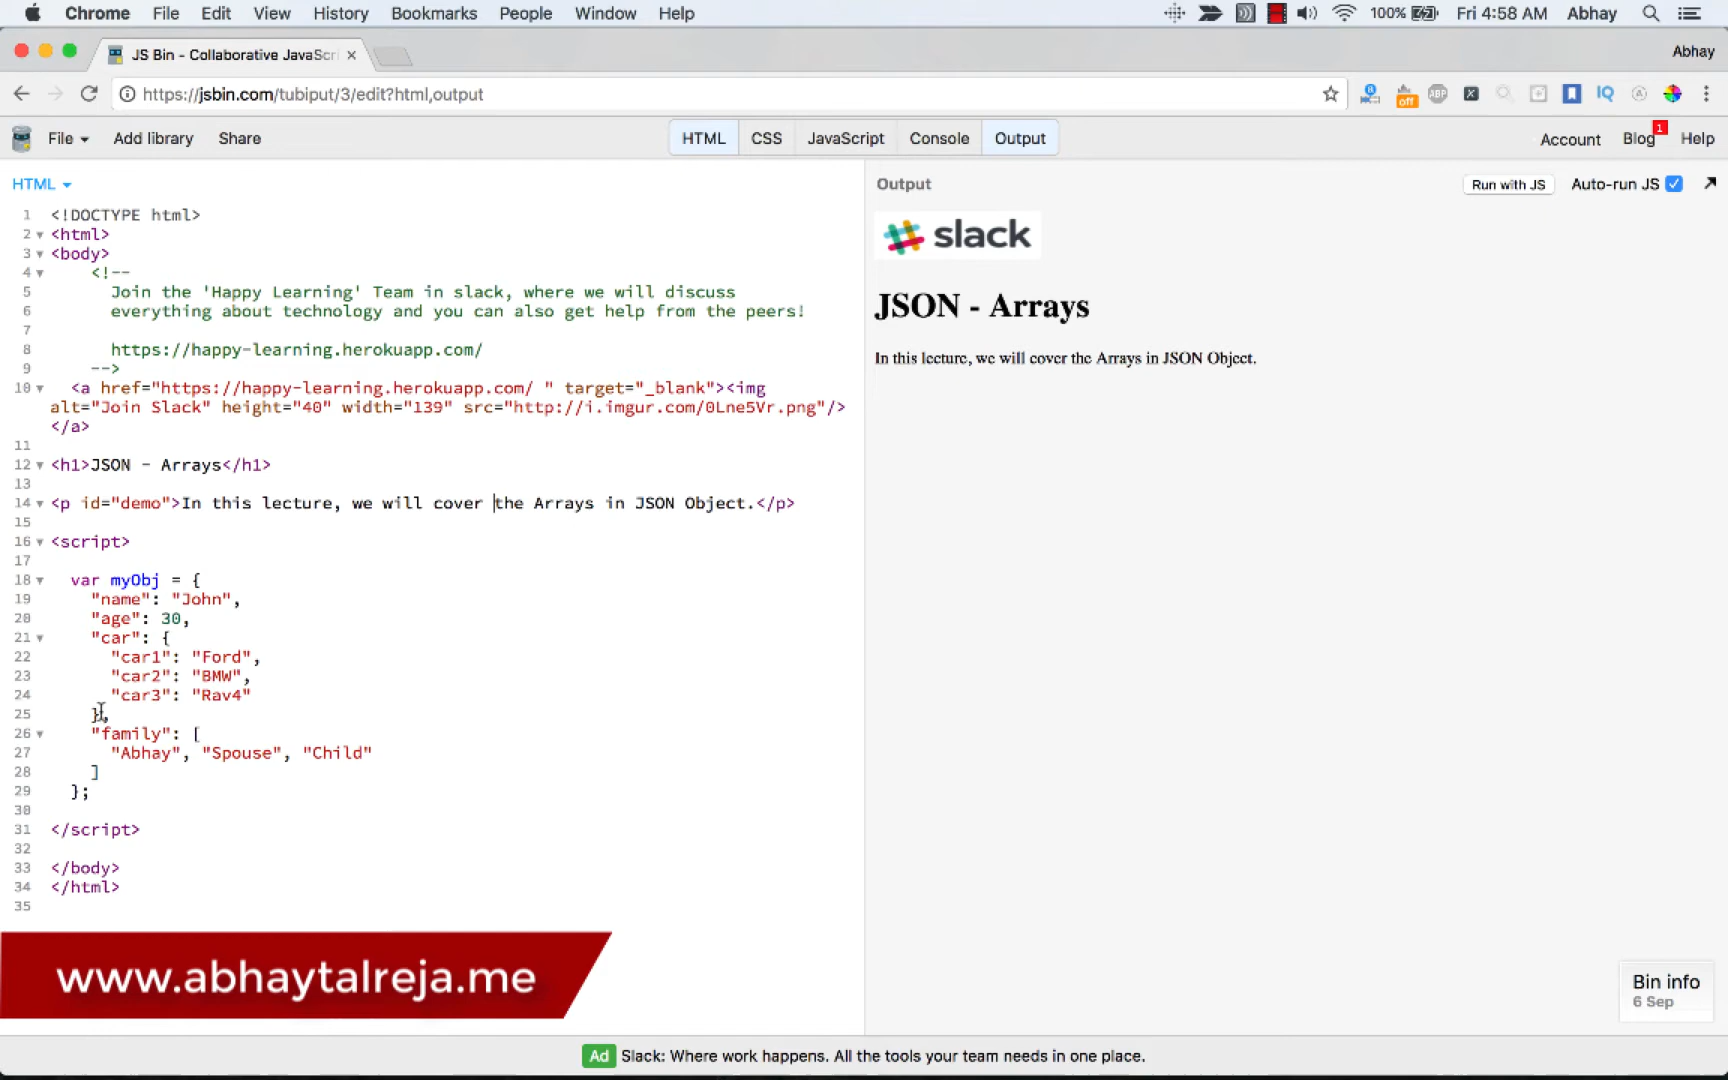 Chrome File Edit View History Bookmarks People Window Help 100% Fri 4:58 AM Abhay
JS Bin - Collaborative JavaScri Abhay
https://jsbin.com/tubiput/3/edit?html,output off ABP X IQ
File Add library Share HTML CSS JavaScript Console Output Account Blog 1 Help
HTML
Output Run with JS Auto-run JS
1 <!DOCTYPE html>
2 <html>
3 <body>
4 <!--
5 Join the 'Happy Learning' Team in slack, where we will discuss
6 everything about technology and you can also get help from the peers!
7
8 https://happy-learning.herokuapp.com/
9 -->
10 <a href="https://happy-learning.herokuapp.com/ " target="_blank"><img
alt="Join Slack" height="40" width="139" src="http://i.imgur.com/0Lne5Vr.png"/>
</a>
11
12 <h1>JSON - Arrays</h1>
13
14 <p id="demo">In this lecture, we will cover the Arrays in JSON Object.</p>
15
16 <script>
17
18 var myObj = {
19 "name": "John",
20 "age": 30,
21 "car": {
22 "car1": "Ford",
23 "car2": "BMW",
24 "car3": "Rav4"
25 },
26 "family": [
27 "Abhay", "Spouse", "Child"
28 ]
29 };
30
31 </script>
32
33 </body>
34 </html>
35
slack
JSON - Arrays
In this lecture, we will cover the Arrays in JSON Object.
www.abhaytalreja.me
Bin info
6 Sep
Ad Slack: Where work happens. All the tools your team needs in one place.